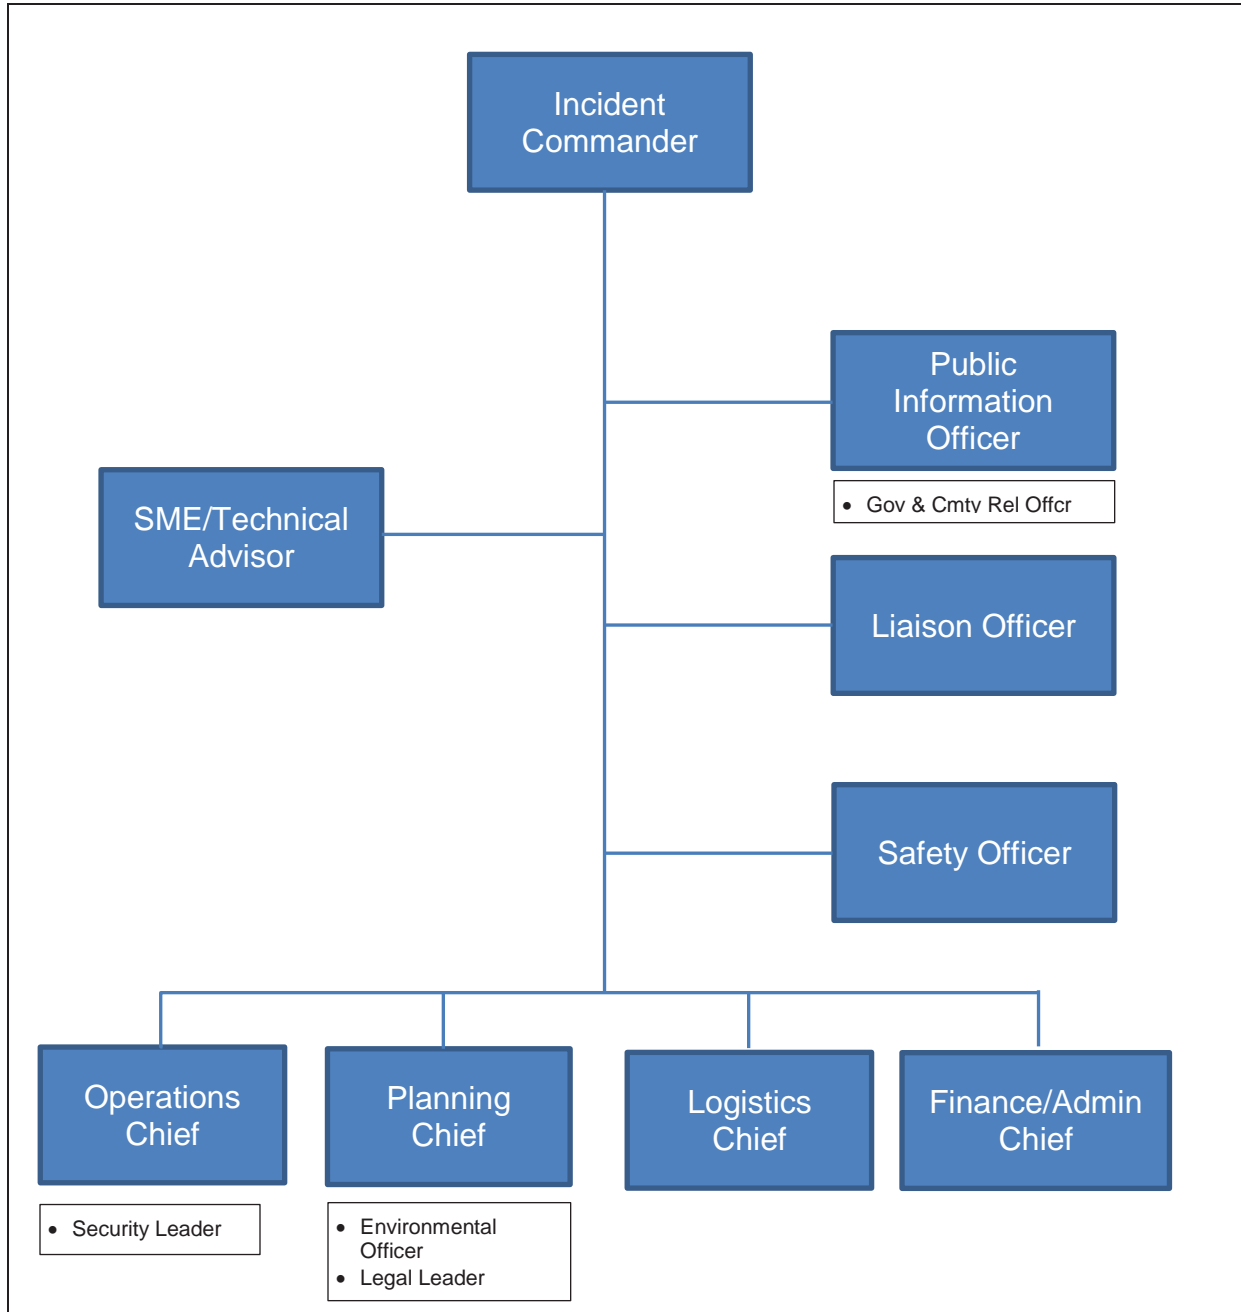 Incident
Commander
Public
Information
Officer
• Gov & Cmty Rel Offcr
SME/Technical
Advisor
Liaison Officer
Safety Officer
Operations
Chief
• Security Leader
Planning
Chief
• Environmental
Officer
• Legal Leader
Logistics
Chief
Finance/Admin
Chief